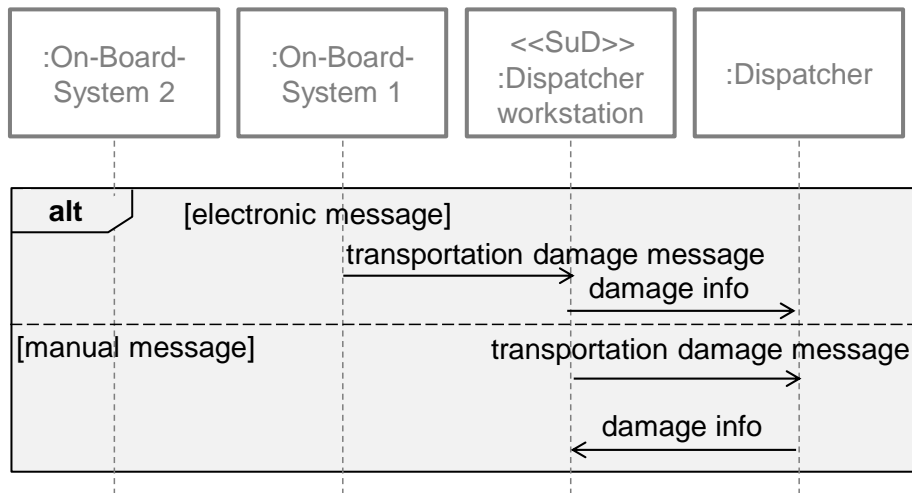 :On-Board-
System 2
:On-Board-
System 1
<<SuD>>
:Dispatcher
workstation
:Dispatcher
alt
[electronic message]
transportation damage message
damage info
[manual message]
transportation damage message
damage info